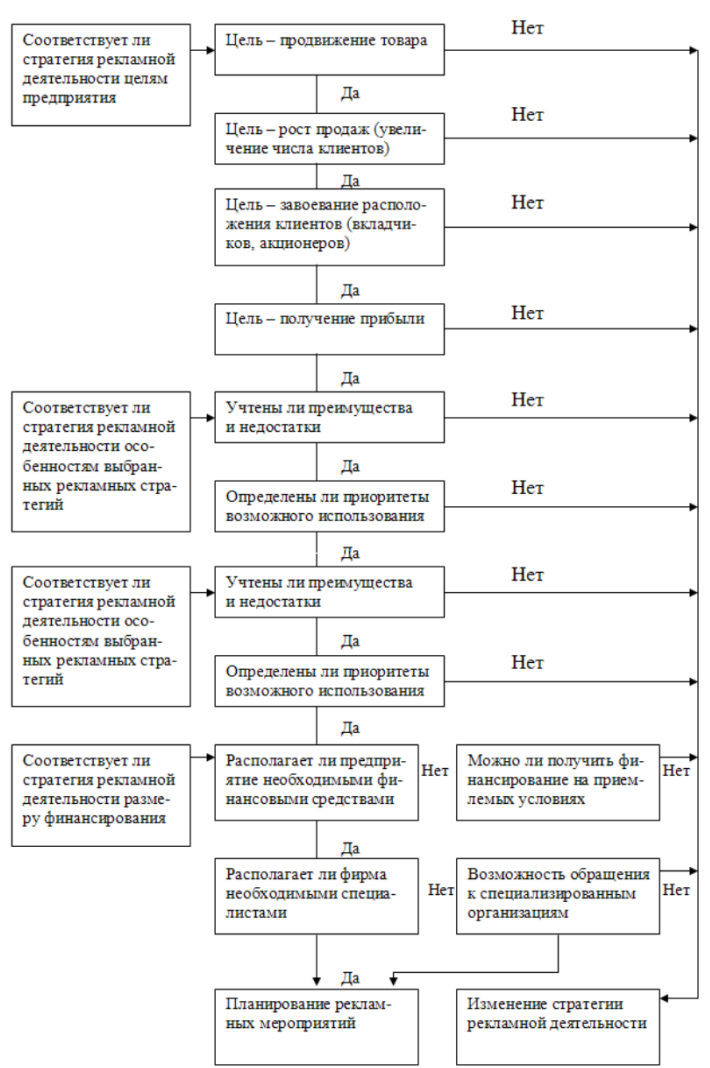 Соответствует ли
стратегия рекламной
деятельности целям
предприятия
Цель – продвижение товара
Нет
Да
Цель – рост продаж (увели-
чение числа клиентов)
Нет
Да
Цель – завоевание располо-
жения клиентов (вкладчи-
ков, акционеров)
Нет
Да
Цель – получение прибыли
Нет
Да
Соответствует ли
стратегия рекламной
деятельности осо-
бенностям выбран-
ных рекламных стра-
тегий
Учтены ли преимущества
и недостатки
Нет
Да
Определены ли приоритеты
возможного использования
Нет
Да
Соответствует ли
стратегия рекламной
деятельности осо-
бенностям выбран-
ных рекламных стра-
тегий
Учтены ли преимущества
и недостатки
Нет
Да
Определены ли приоритеты
возможного использования
Нет
Да
Соответствует ли
стратегия рекламной
деятельности разме-
ру финансирования
Располагает ли предпри-
ятие необходимыми фи-
нансовыми средствами
Нет
Можно ли получить фи-
нансирование на прием-
лемых условиях
Нет
Да
Располагает ли фирма
необходимыми специа-
листами
Нет
Возможность обращения
к специализированным
организациям
Нет
Да
Планирование реклам-
ных мероприятий
Изменение стратегии
рекламной деятельности